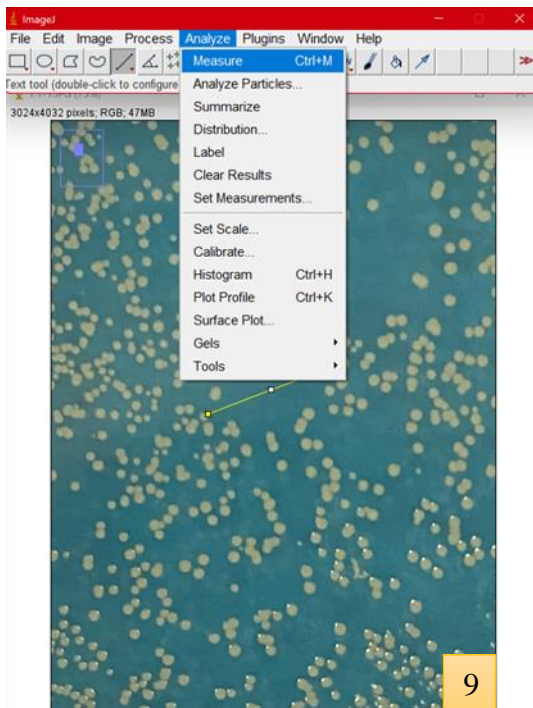 ImageJ
File Edit Image Process Analyze Plugins Window Help
Text tool (double-click to configure
3024x4032 pixels; RGB; 47MB
Measure Ctrl+M
Analyze Particles...
Summarize
Distribution...
Label
Clear Results
Set Measurements...
Set Scale...
Calibrate...
Histogram Ctrl+H
Plot Profile Ctrl+K
Surface Plot...
Gels
Tools
9